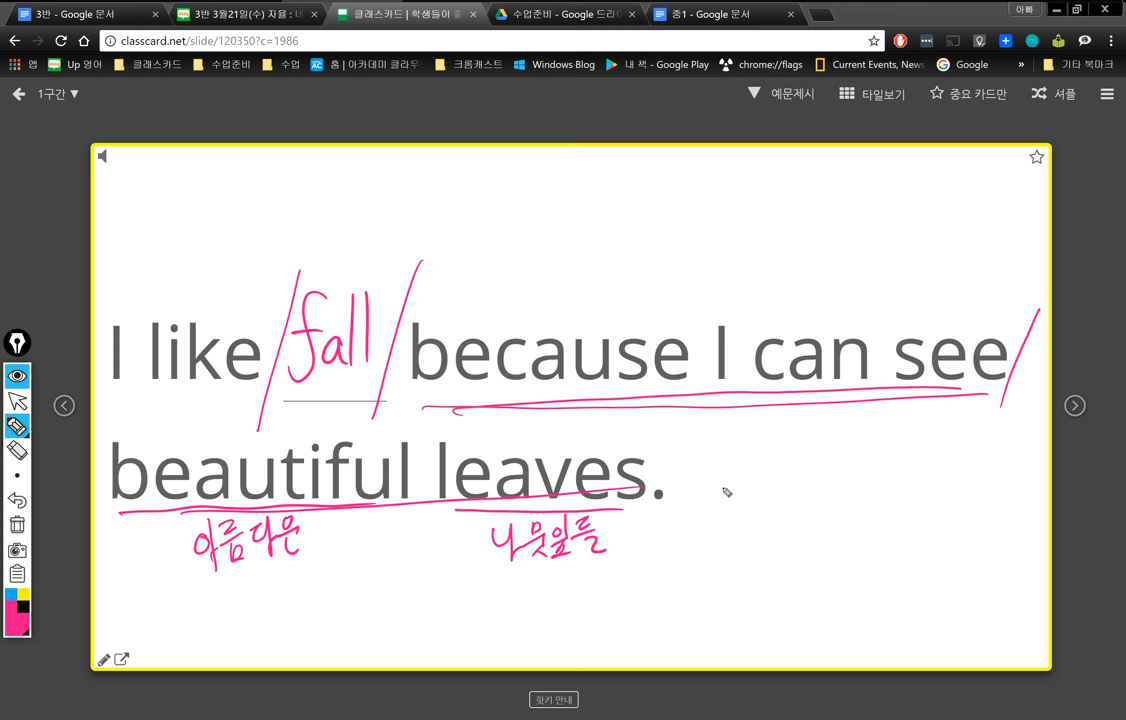 3반 - Google 문서
3반 3월21일(수) 자율 : 네
클래스카드 | 학생들이 좋
수업준비 - Google 드라이
중1 - Google 문서
아빠
classcard.net/slide/120350?c=1986
앱
Up 영어
클래스카드
수업준비
수업
홈 | 아카데미 클라우
크롬캐스트
Windows Blog
내 책 - Google Play
chrome://flags
Current Events, News
Google
»
기타 북마크
1구간 ▼
예문제시
타일보기
중요 카드만
셔플
I like fall because I can see
beautiful leaves.
아름다운 나뭇잎들
핫키 안내